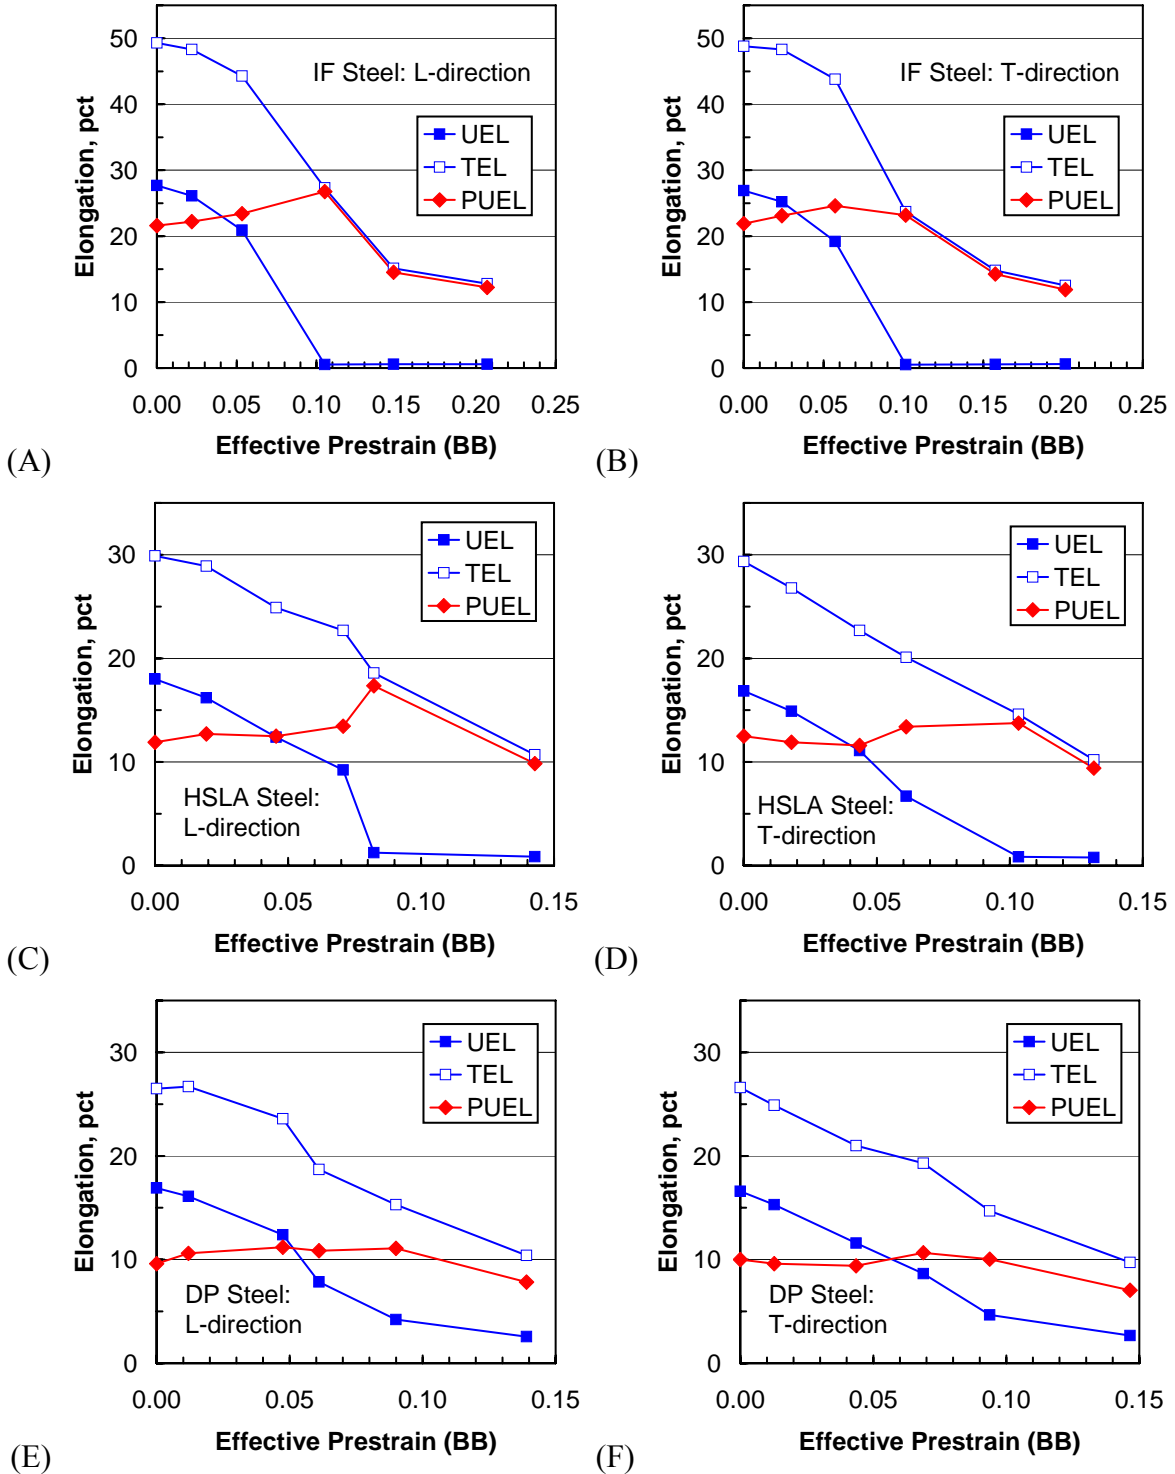 50
40
30
20
10
0
Elongation, pct
IF Steel: L-direction
UEL
TEL
PUEL
0.00 0.05 0.10 0.15 0.20 0.25
Effective Prestrain (BB)
(A)
50
40
30
20
10
0
Elongation, pct
IF Steel: T-direction
UEL
TEL
PUEL
0.00 0.05 0.10 0.15 0.20 0.25
Effective Prestrain (BB)
(B)
30
20
10
0
Elongation, pct
UEL
TEL
PUEL
HSLA Steel:
L-direction
0.00 0.05 0.10 0.15
Effective Prestrain (BB)
(C)
30
20
10
0
Elongation, pct
UEL
TEL
PUEL
HSLA Steel:
T-direction
0.00 0.05 0.10 0.15
Effective Prestrain (BB)
(D)
30
20
10
0
Elongation, pct
UEL
TEL
PUEL
DP Steel:
L-direction
0.00 0.05 0.10 0.15
Effective Prestrain (BB)
(E)
30
20
10
0
Elongation, pct
UEL
TEL
PUEL
DP Steel:
T-direction
0.00 0.05 0.10 0.15
Effective Prestrain (BB)
(F)